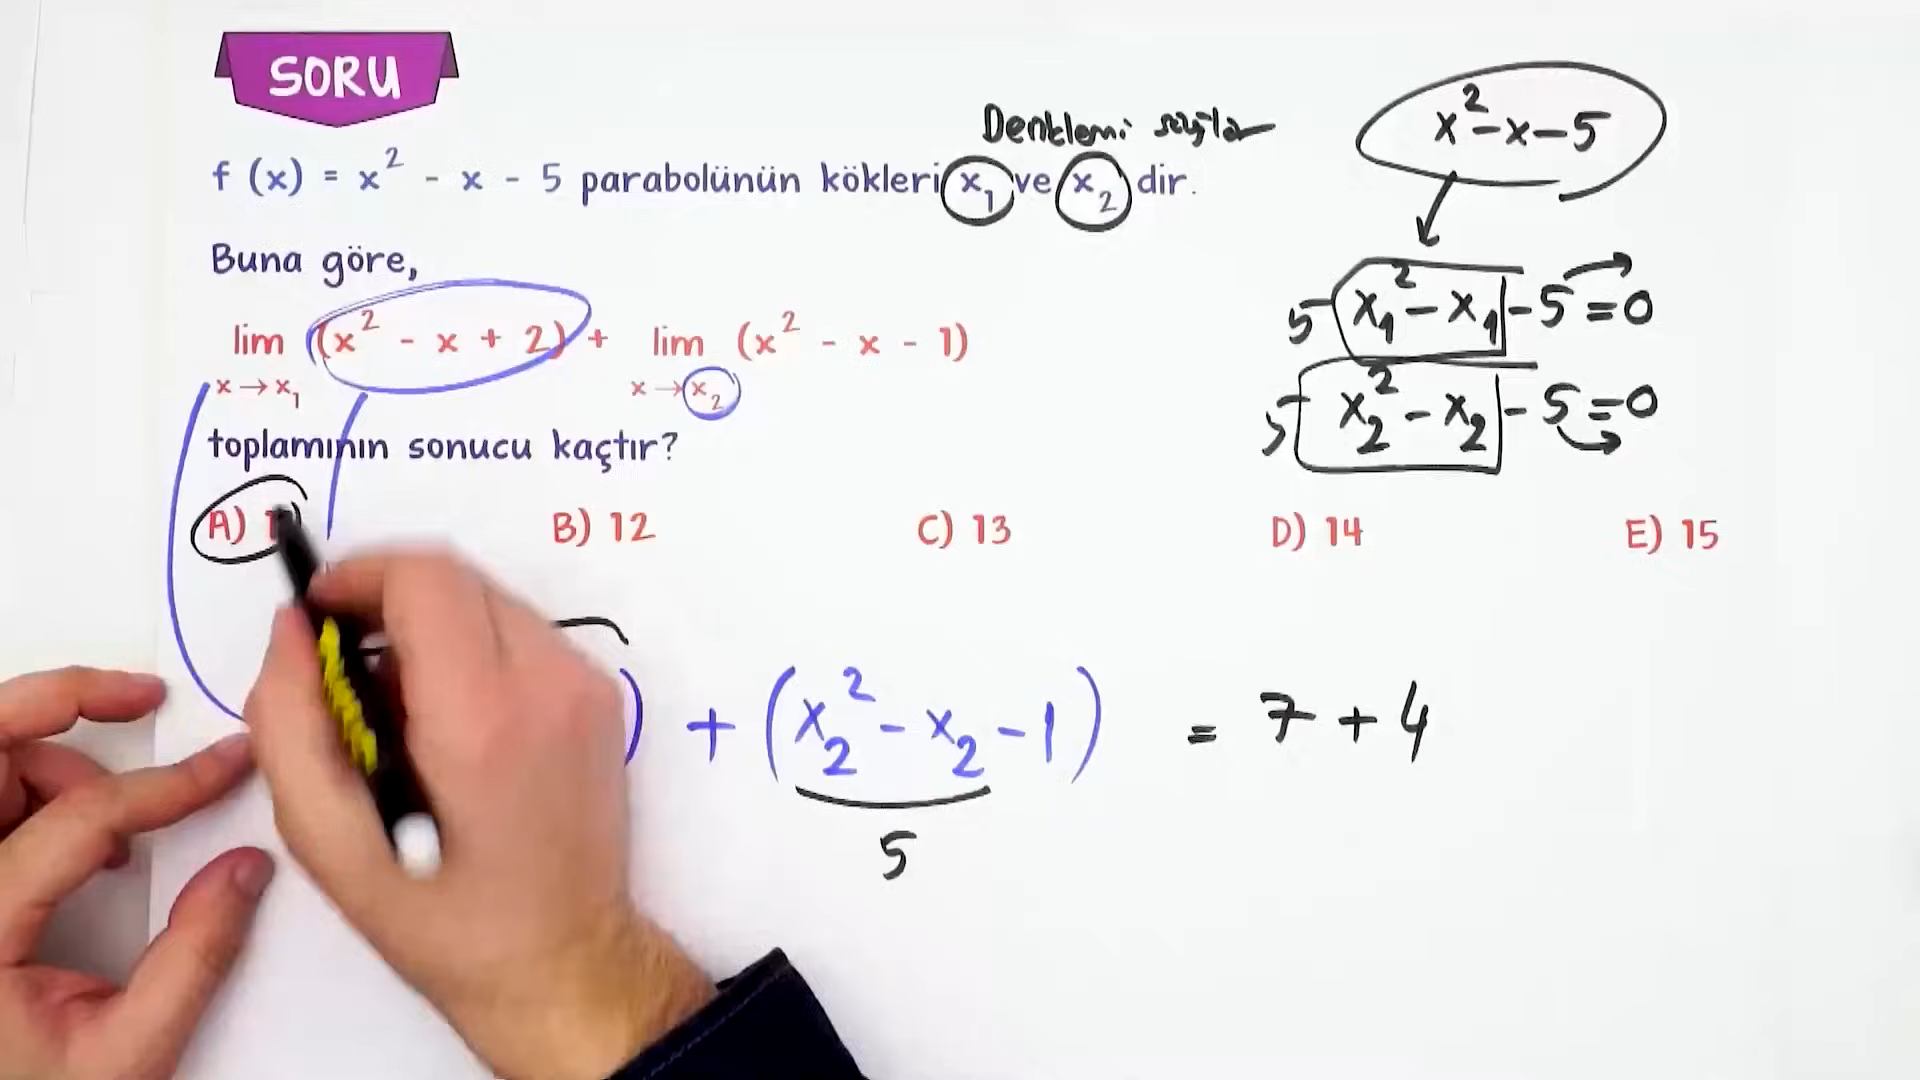 SORU
Denklemi sağlar
x² - x - 5
f (x) = x² - x - 5 parabolünün kökleri x₁ ve x₂ dir.
Buna göre,
5 x₁² - x₁ - 5 = 0
lim (x² - x + 2) + lim (x² - x - 1)
x → x₁ x → x₂
5 x₂² - x₂ - 5 = 0
toplamının sonucu kaçtır?
A) B) 12 C) 13 D) 14 E) 15
) + (x₂² - x₂ - 1) = 7 + 4
5